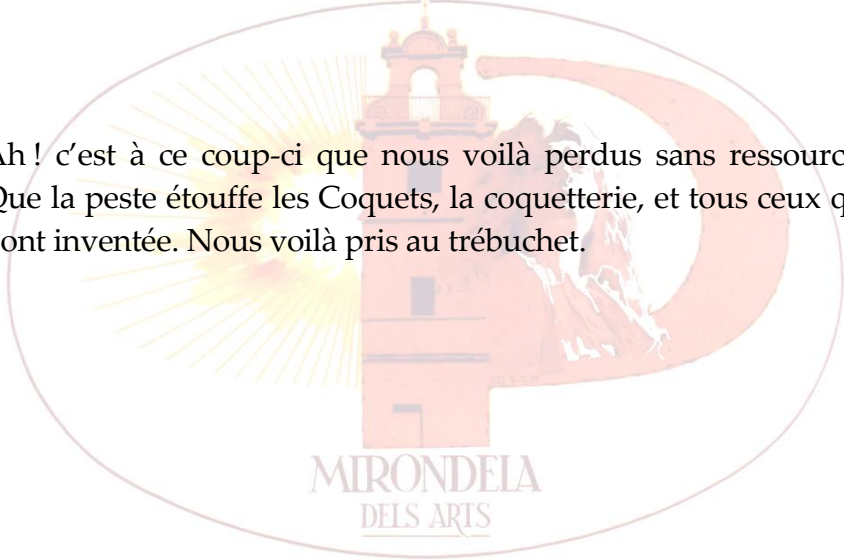 Ah ! c’est à ce coup-ci que nous voilà perdus sans ressourc
Que la peste étouffe les Coquets, la coquetterie, et tous ceux q
ont inventée. Nous voilà pris au trébuchet.
MIRONDELA
DELS ARTS